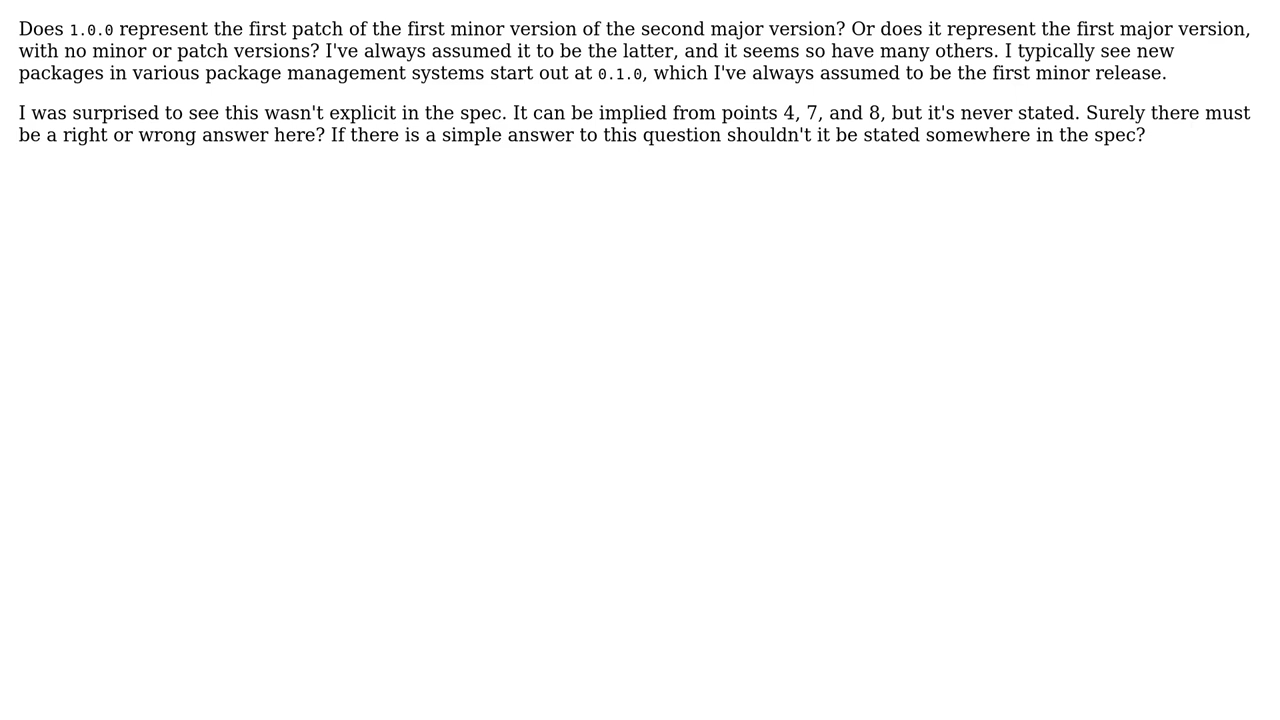 Does 1.0.0 represent the first patch of the first minor version of the second major version? Or does it represent the first major version,
with no minor or patch versions? I've always assumed it to be the latter, and it seems so have many others. I typically see new
packages in various package management systems start out at 0.1.0, which I've always assumed to be the first minor release.
I was surprised to see this wasn't explicit in the spec. It can be implied from points 4, 7, and 8, but it's never stated. Surely there must
be a right or wrong answer here? If there is a simple answer to this question shouldn't it be stated somewhere in the spec?